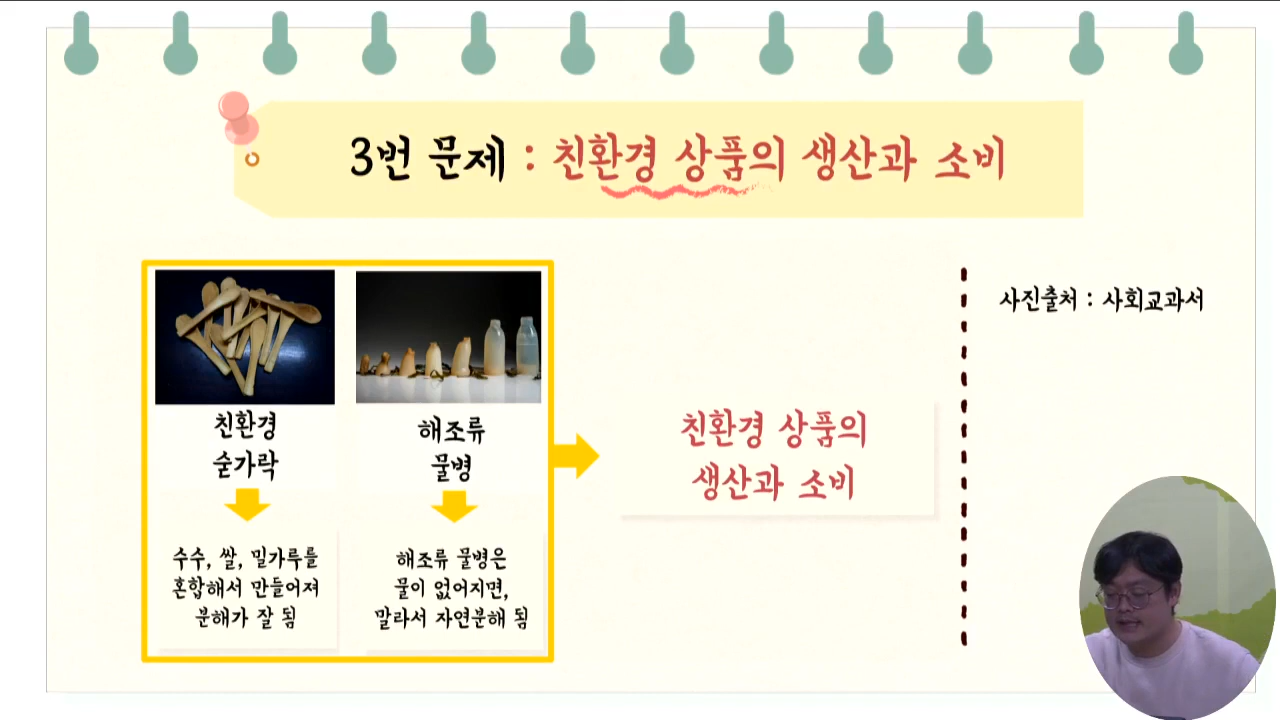 3번 문제 : 친환경 상품의 생산과 소비
친환경
숟가락
수수, 쌀, 밀가루를
혼합해서 만들어져
분해가 잘 됨
해조류
물병
해조류 물병은
물이 없어지면,
말라서 자연분해 됨
친환경 상품의
생산과 소비
사진출처 : 사회교과서